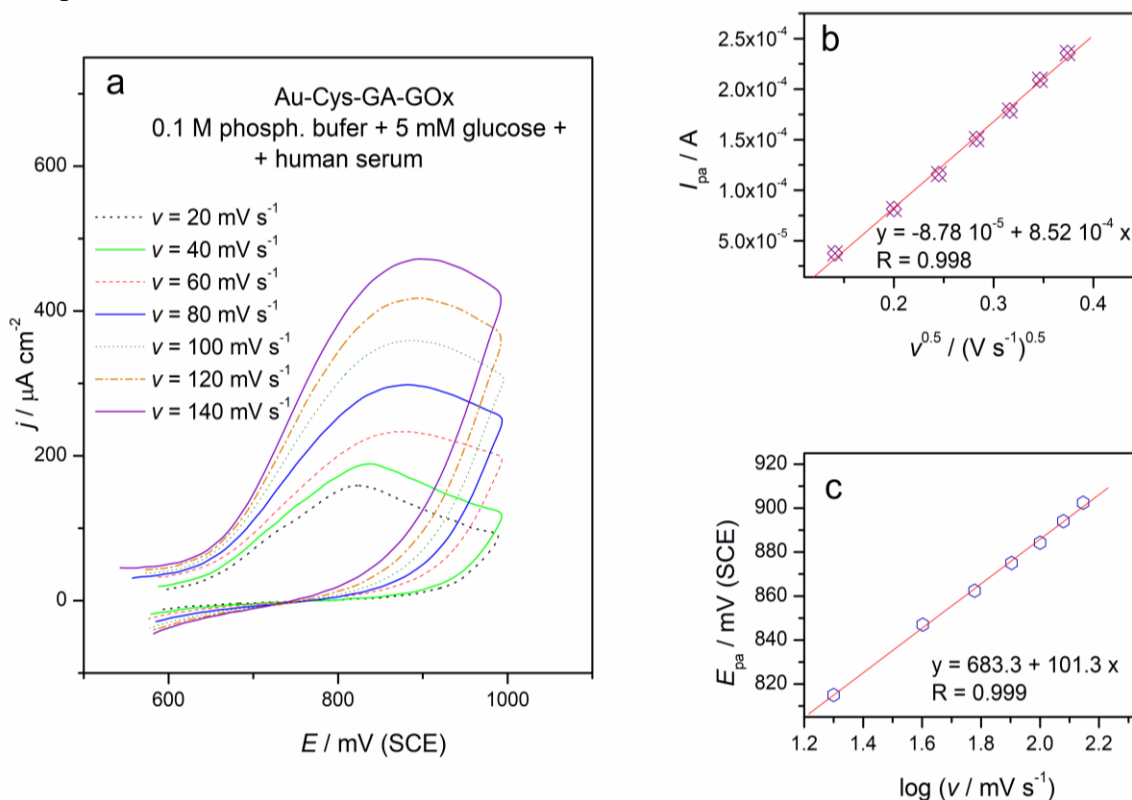 a
Au-Cys-GA-GOx
0.1 M phosph. bufer + 5 mM glucose +
+ human serum
v = 20 mV s⁻¹
v = 40 mV s⁻¹
v = 60 mV s⁻¹
v = 80 mV s⁻¹
v = 100 mV s⁻¹
v = 120 mV s⁻¹
v = 140 mV s⁻¹
600
400
200
0
j / μA cm⁻²
600
800
1000
E / mV (SCE)
b
2.5x10⁻⁴
2.0x10⁻⁴
1.5x10⁻⁴
1.0x10⁻⁴
5.0x10⁻⁵
I_pa / A
y = -8.78 10⁻⁵ + 8.52 10⁻⁴ x
R = 0.998
0.2
0.3
0.4
v^0.5 / (V s⁻¹)^0.5
c
920
900
880
860
840
820
E_pa / mV (SCE)
y = 683.3 + 101.3 x
R = 0.999
1.2
1.4
1.6
1.8
2.0
2.2
log (v / mV s⁻¹)